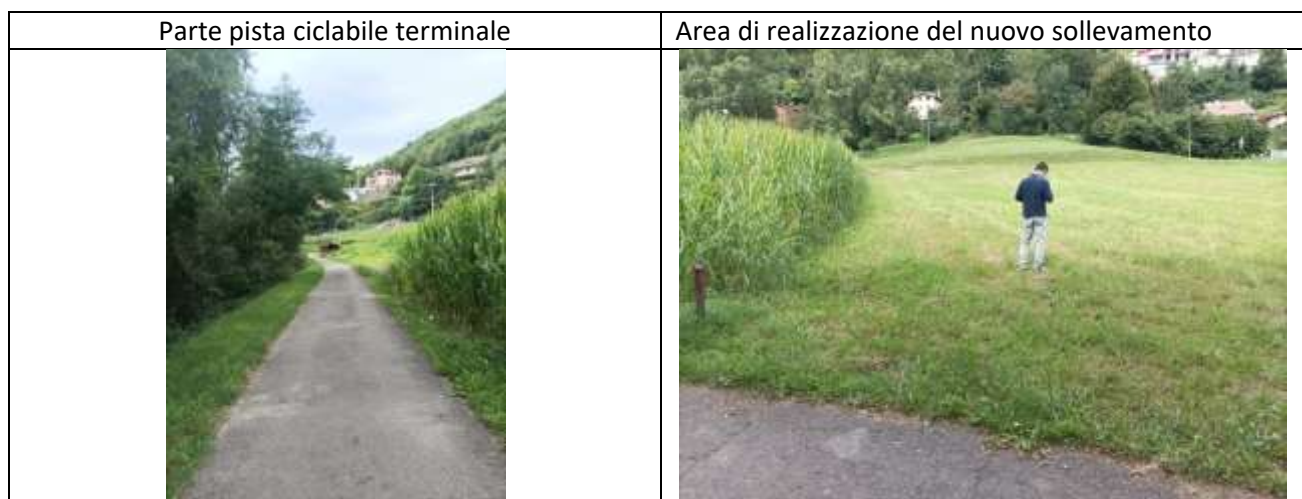 Parte pista ciclabile terminale
Area di realizzazione del nuovo sollevamento